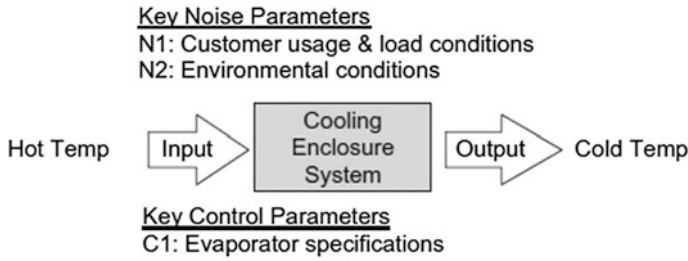 Key Noise Parameters
N1: Customer usage & load conditions
N2: Environmental conditions
Hot Temp
Input
Cooling
Enclosure
System
Output
Cold Temp
Key Control Parameters
C1: Evaporator specifications